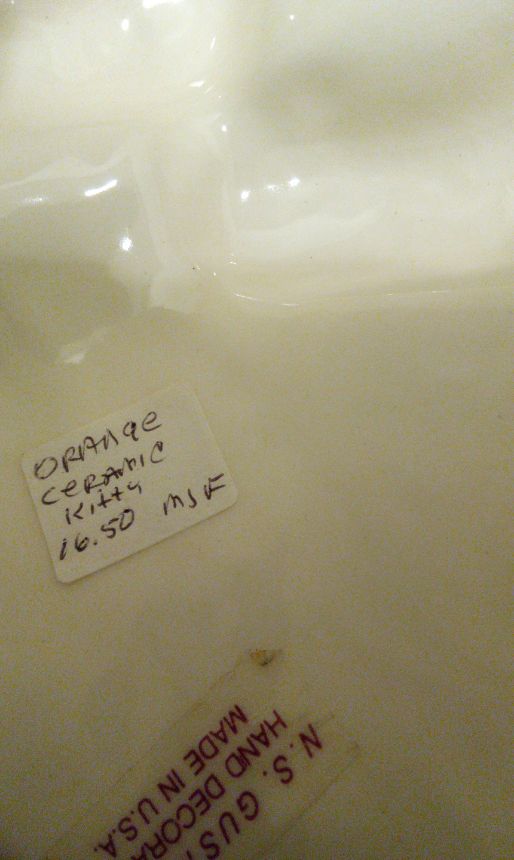 ORANge
CERAMIC
Kitty
16.50 MSF
N. S. GUS
HAND DECORA
MADE IN U.S.A.